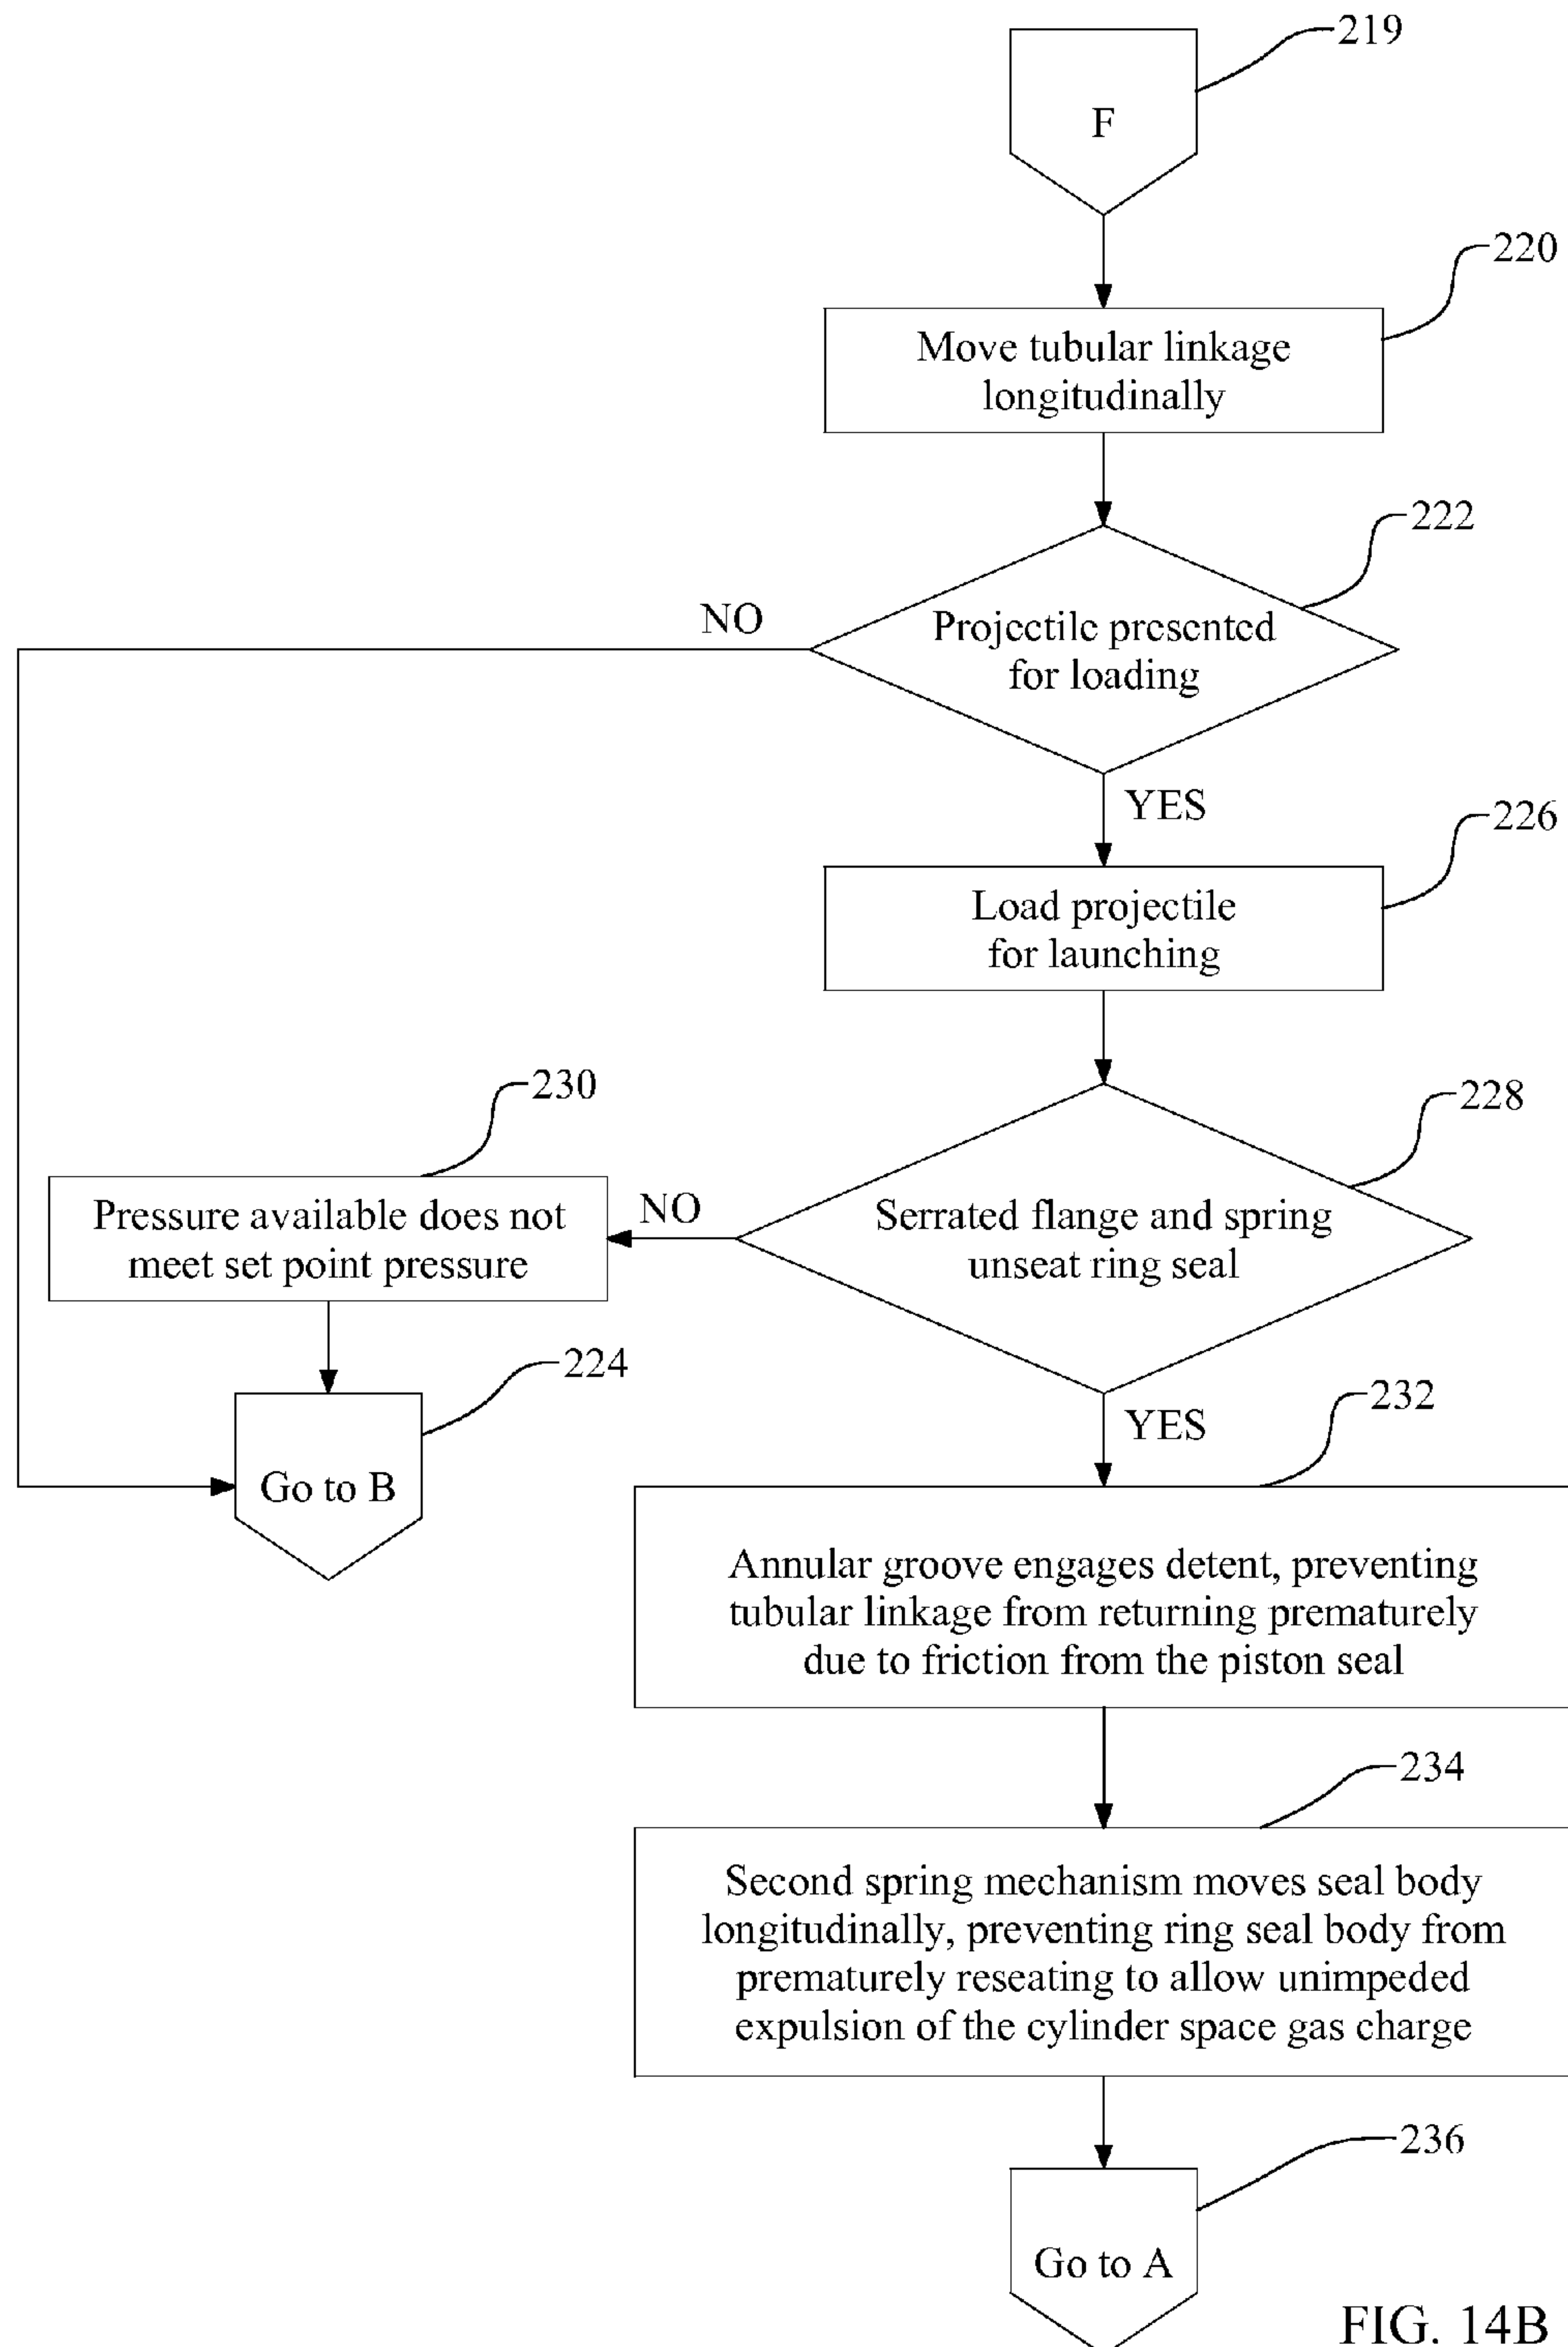 219
F
220
Move tubular linkage
longitudinally
222
NO
Projectile presented
for loading
YES
226
Load projectile
for launching
230
228
Pressure available does not
meet set point pressure
NO
Serrated flange and spring
unseat ring seal
224
Go to B
YES
232
Annular groove engages detent, preventing
tubular linkage from returning prematurely
due to friction from the piston seal
234
Second spring mechanism moves seal body
longitudinally, preventing ring seal body from
prematurely reseating to allow unimpeded
expulsion of the cylinder space gas charge
236
Go to A
FIG. 14B